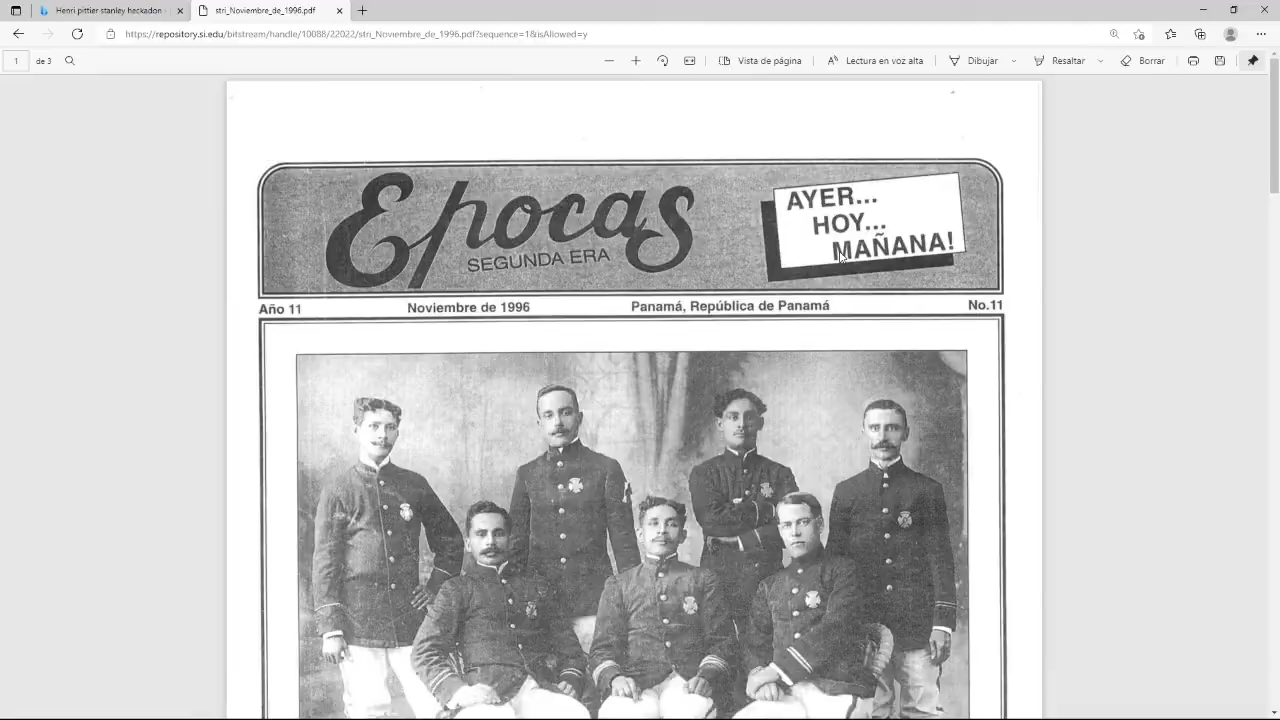 Henri pittier stanley heckadon
stri_Noviembre_de_1996.pdf
https://repository.si.edu/bitstream/handle/10088/22022/stri_Noviembre_de_1996.pdf?sequence=1&isAllowed=y
1 de 3
Vista de página
Lectura en voz alta
Dibujar
Resaltar
Borrar
Epocas
SEGUNDA ERA
AYER...
HOY...
MAÑANA!
Año 11 Noviembre de 1996 Panamá, República de Panamá No.11